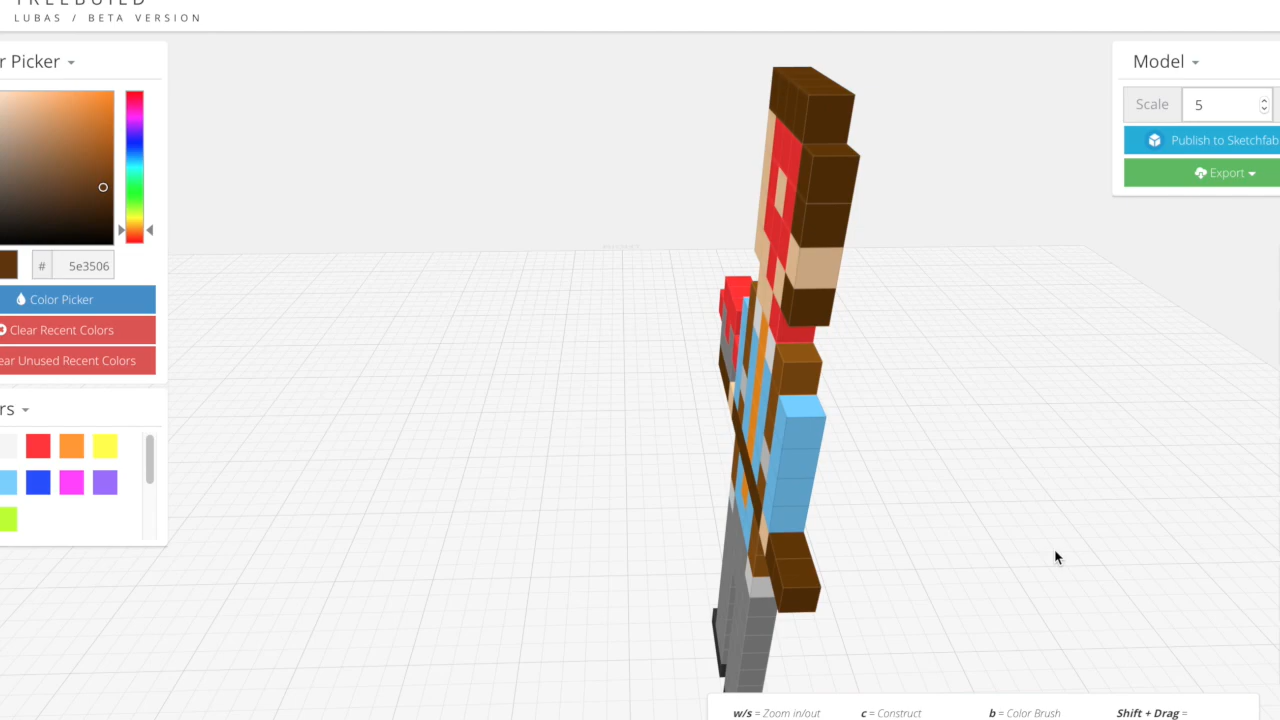 LUBAS / BETA VERSION
r Picker
# 5e3506
Color Picker
Clear Recent Colors
ear Unused Recent Colors
rs
Model
Scale 5
Publish to Sketchfab
Export
w/s = Zoom in/out c = Construct b = Color Brush Shift + Drag =